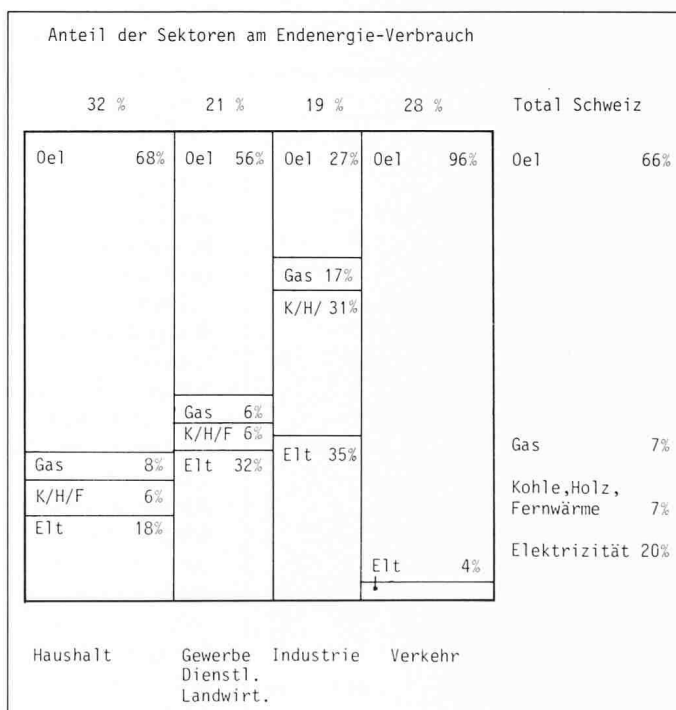 Anteil der Sektoren am Endenergie-Verbrauch
32 % 21 % 19 % 28 % Total Schweiz
Oel 68% Oel 56% Oel 27% Oel 96% Oel 66%
Gas 17%
K/H/ 31%
Gas 6%
K/H/F 6%
Gas 8% Elt 32% Elt 35% Gas 7%
K/H/F 6% Kohle,Holz,
Fernwärme 7%
Elt 18%
Elt 4% Elektrizität 20%
Haushalt Gewerbe Industrie Verkehr
Dienstl.
Landwirt.